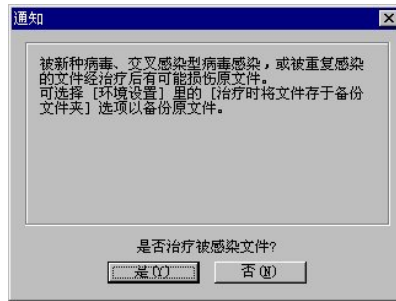 通知
被新种病毒、交叉感染型病毒感染，或被重复感染
的文件经治疗后有可能损伤原文件。
可选择 [环境设置] 里的 [治疗时将文件存于备份
文件夹] 选项以备份原文件。
是否治疗被感染文件?
是(Y) 否(N)